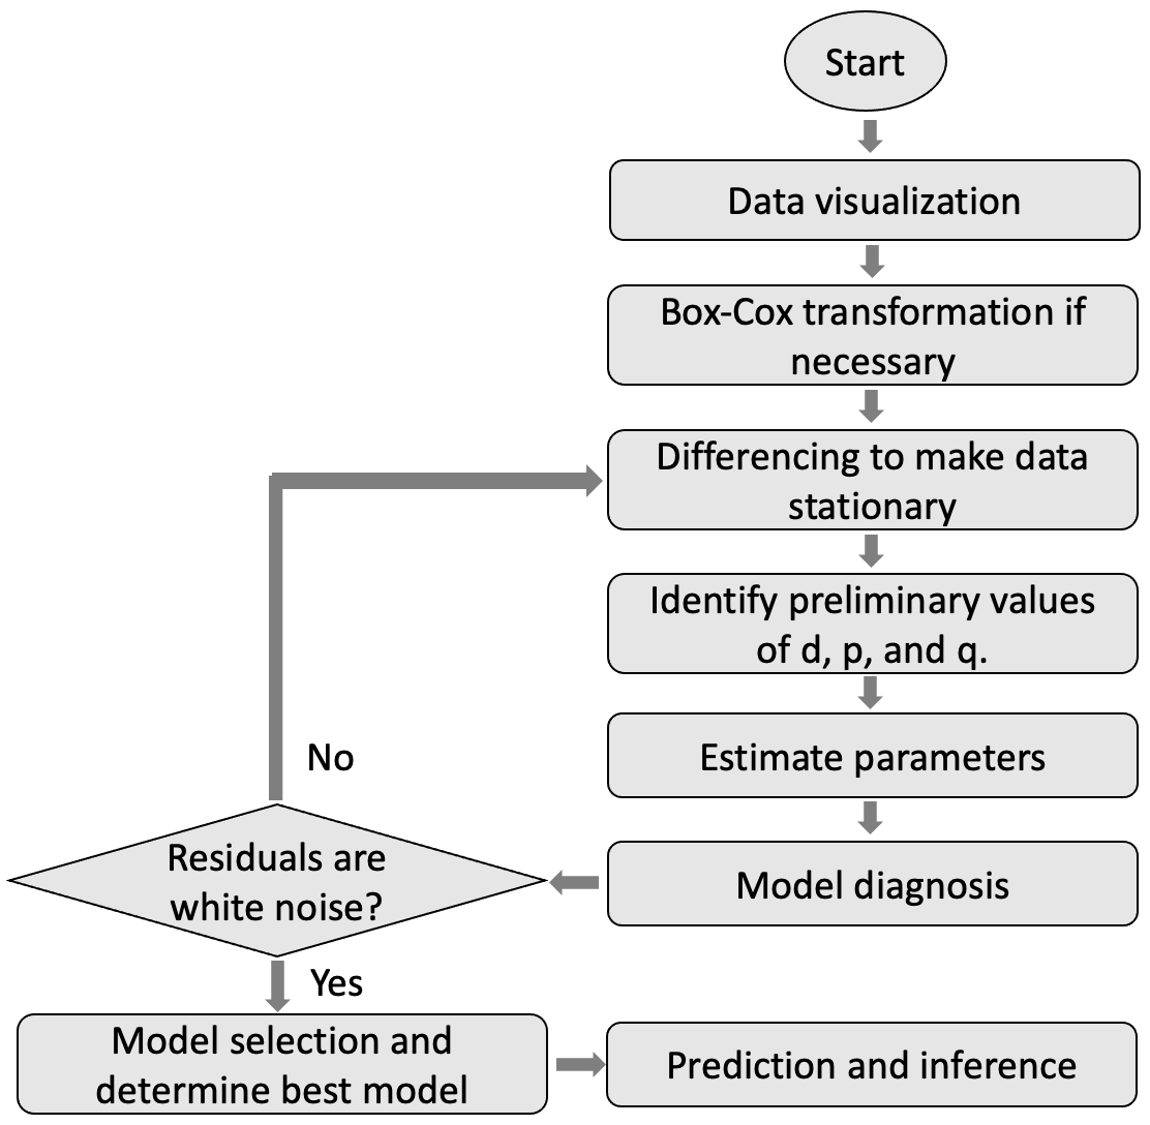 Start
Data visualization
Box-Cox transformation if
necessary
Differencing to make data
stationary
Identify preliminary values
of d, p, and q.
Estimate parameters
Model diagnosis
Residuals are
white noise?
No
Yes
Model selection and
determine best model
Prediction and inference